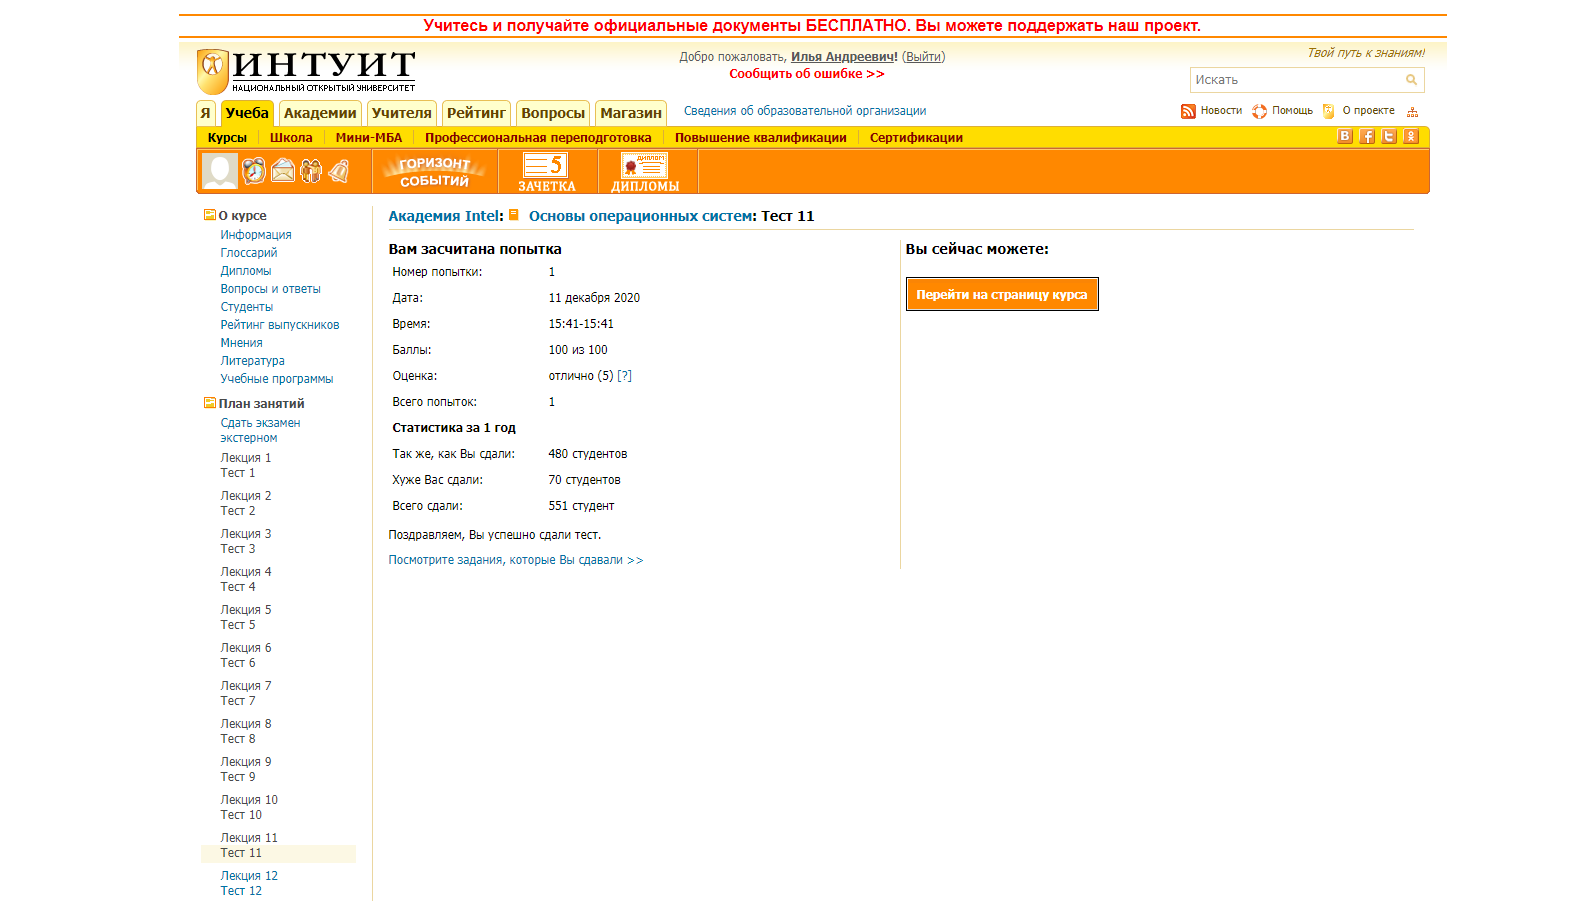 Учитесь и получайте официальные документы БЕСПЛАТНО. Вы можете поддержать наш проект.
ИНТУИТ
НАЦИОНАЛЬНЫЙ ОТКРЫТЫЙ УНИВЕРСИТЕТ
Добро пожаловать, Илья Андреевич! (Выйти)
Сообщить об ошибке >>
Твой путь к знаниям!
Искать
Я Учеба Академии Учителя Рейтинг Вопросы Магазин Сведения об образовательной организации
Новости Помощь О проекте
Курсы Школа Мини-МБА Профессиональная переподготовка Повышение квалификации Сертификации
ГОРИЗОНТ СОБЫТИЙ
5
ЗАЧЕТКА
ДИПЛОМ
ДИПЛОМЫ
О курсе
Информация
Глоссарий
Дипломы
Вопросы и ответы
Студенты
Рейтинг выпускников
Мнения
Литература
Учебные программы
План занятий
Сдать экзамен
экстерном
Лекция 1
Тест 1
Лекция 2
Тест 2
Лекция 3
Тест 3
Лекция 4
Тест 4
Лекция 5
Тест 5
Лекция 6
Тест 6
Лекция 7
Тест 7
Лекция 8
Тест 8
Лекция 9
Тест 9
Лекция 10
Тест 10
Лекция 11
Тест 11
Лекция 12
Тест 12
Академия Intel: Основы операционных систем: Тест 11
Вам засчитана попытка
Номер попытки: 1
Дата: 11 декабря 2020
Время: 15:41-15:41
Баллы: 100 из 100
Оценка: отлично (5) [?]
Всего попыток: 1
Статистика за 1 год
Так же, как Вы сдали: 480 студентов
Хуже Вас сдали: 70 студентов
Всего сдали: 551 студент
Поздравляем, Вы успешно сдали тест.
Посмотрите задания, которые Вы сдавали >>
Вы сейчас можете:
Перейти на страницу курса